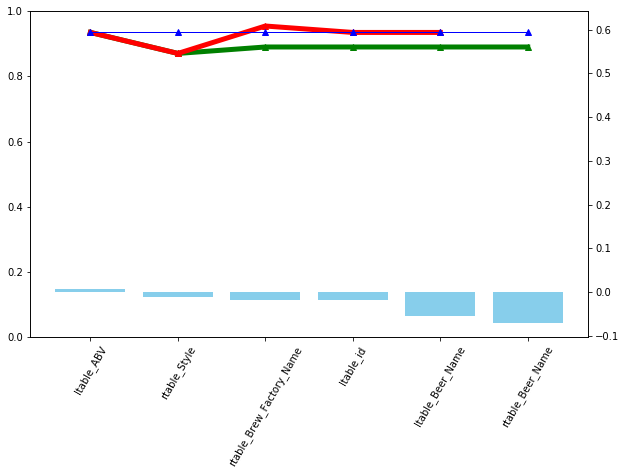 1.0
0.8
0.6
0.4
0.2
0.0
0.6
0.5
0.4
0.3
0.2
0.1
0.0
−0.1
ltable_ABV
rtable_Style
rtable_Brew_Factory_Name
ltable_id
ltable_Beer_Name
rtable_Beer_Name